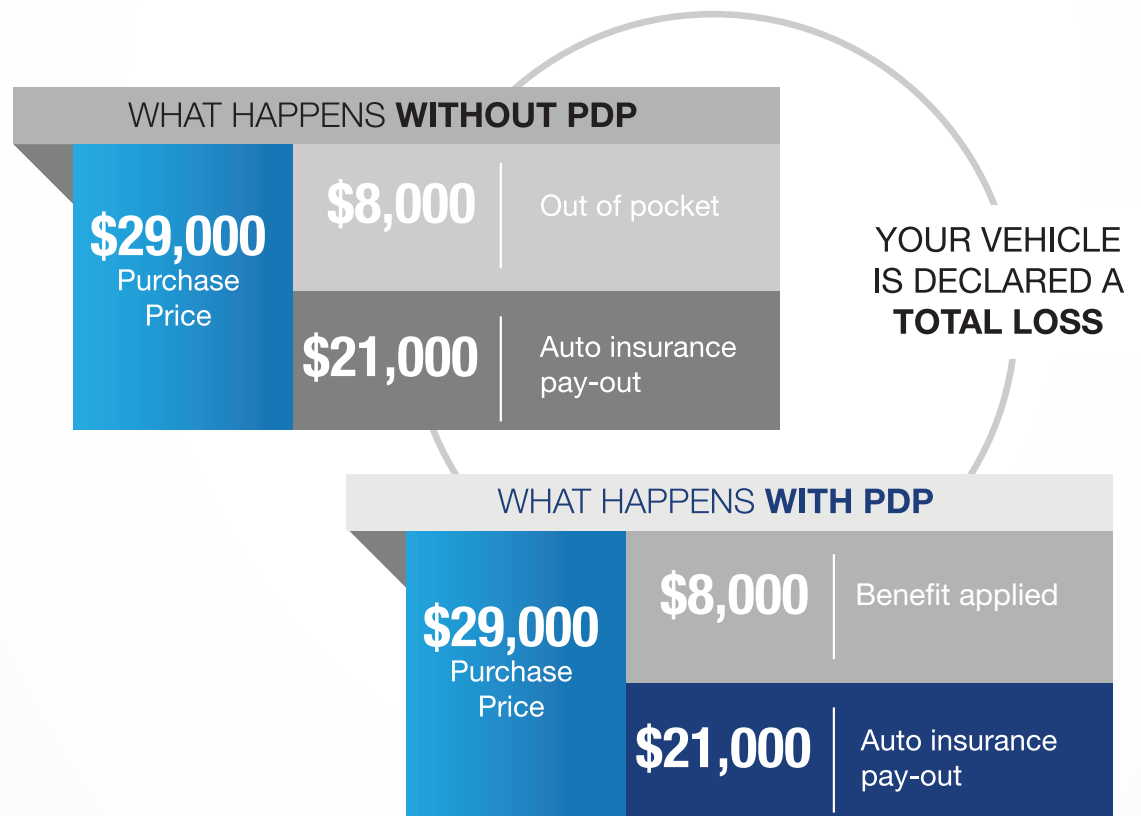 WHAT HAPPENS WITHOUT PDP
$29,000
Purchase
Price
$8,000
Out of pocket
$21,000
Auto insurance
pay-out
YOUR VEHICLE
IS DECLARED A
TOTAL LOSS
WHAT HAPPENS WITH PDP
$29,000
Purchase
Price
$8,000
Benefit applied
$21,000
Auto insurance
pay-out